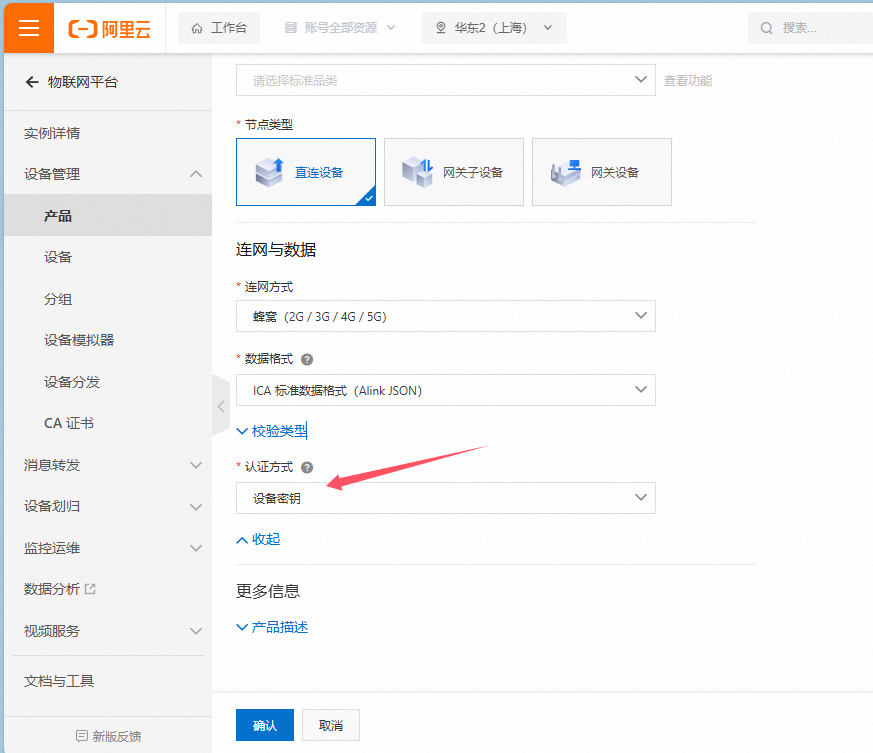 阿里云
工作台
账号全部资源
华东2（上海）
搜索...
物联网平台
实例详情
设备管理
产品
设备
分组
设备模拟器
设备分发
CA 证书
消息转发
设备划归
监控运维
数据分析
视频服务
文档与工具
新版反馈
请选择标准品类
查看功能
* 节点类型
直连设备
网关子设备
网关设备
连网与数据
* 连网方式
蜂窝（2G / 3G / 4G / 5G）
* 数据格式 ?
ICA 标准数据格式（Alink JSON）
校验类型
* 认证方式 ?
设备密钥
收起
更多信息
产品描述
确认
取消